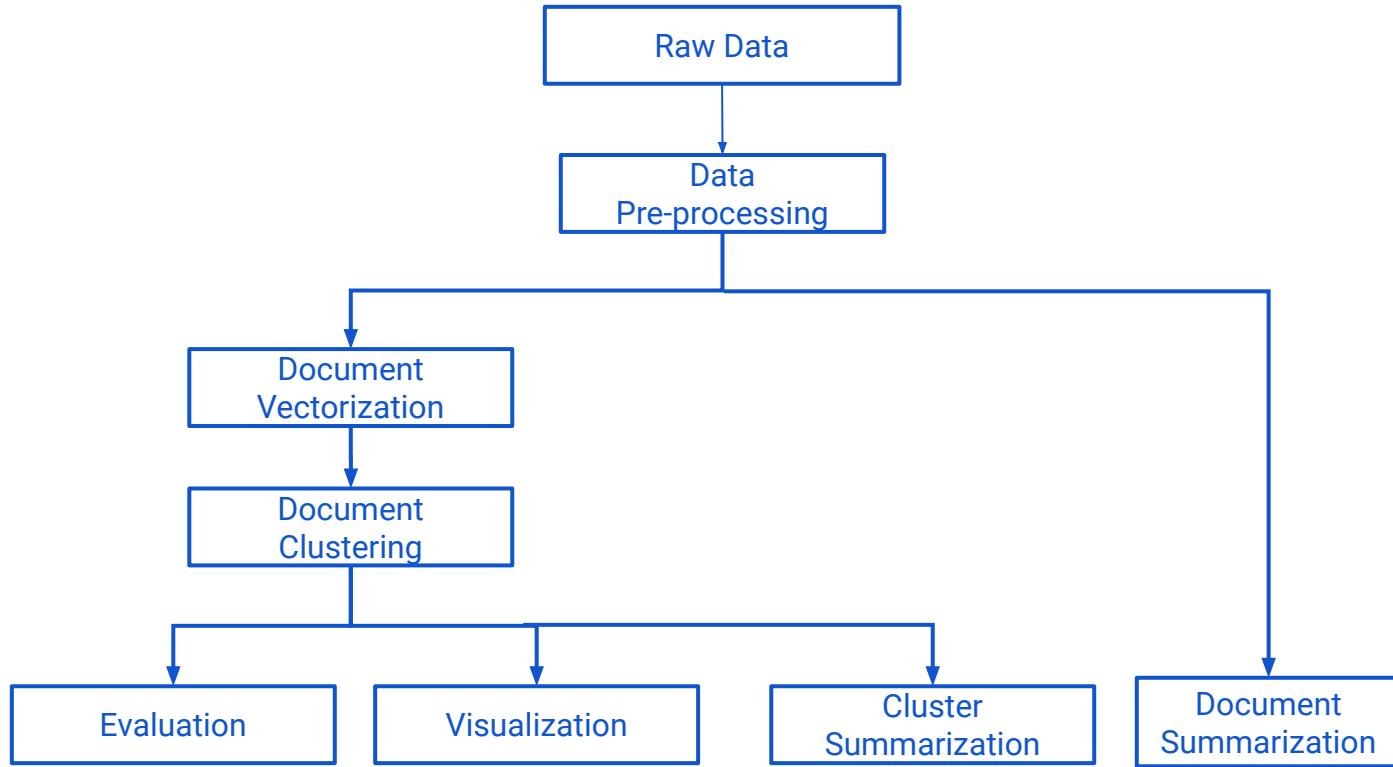 Raw Data
Data
Pre-processing
Document
Vectorization
Document
Clustering
Evaluation
Visualization
Cluster
Summarization
Document
Summarization